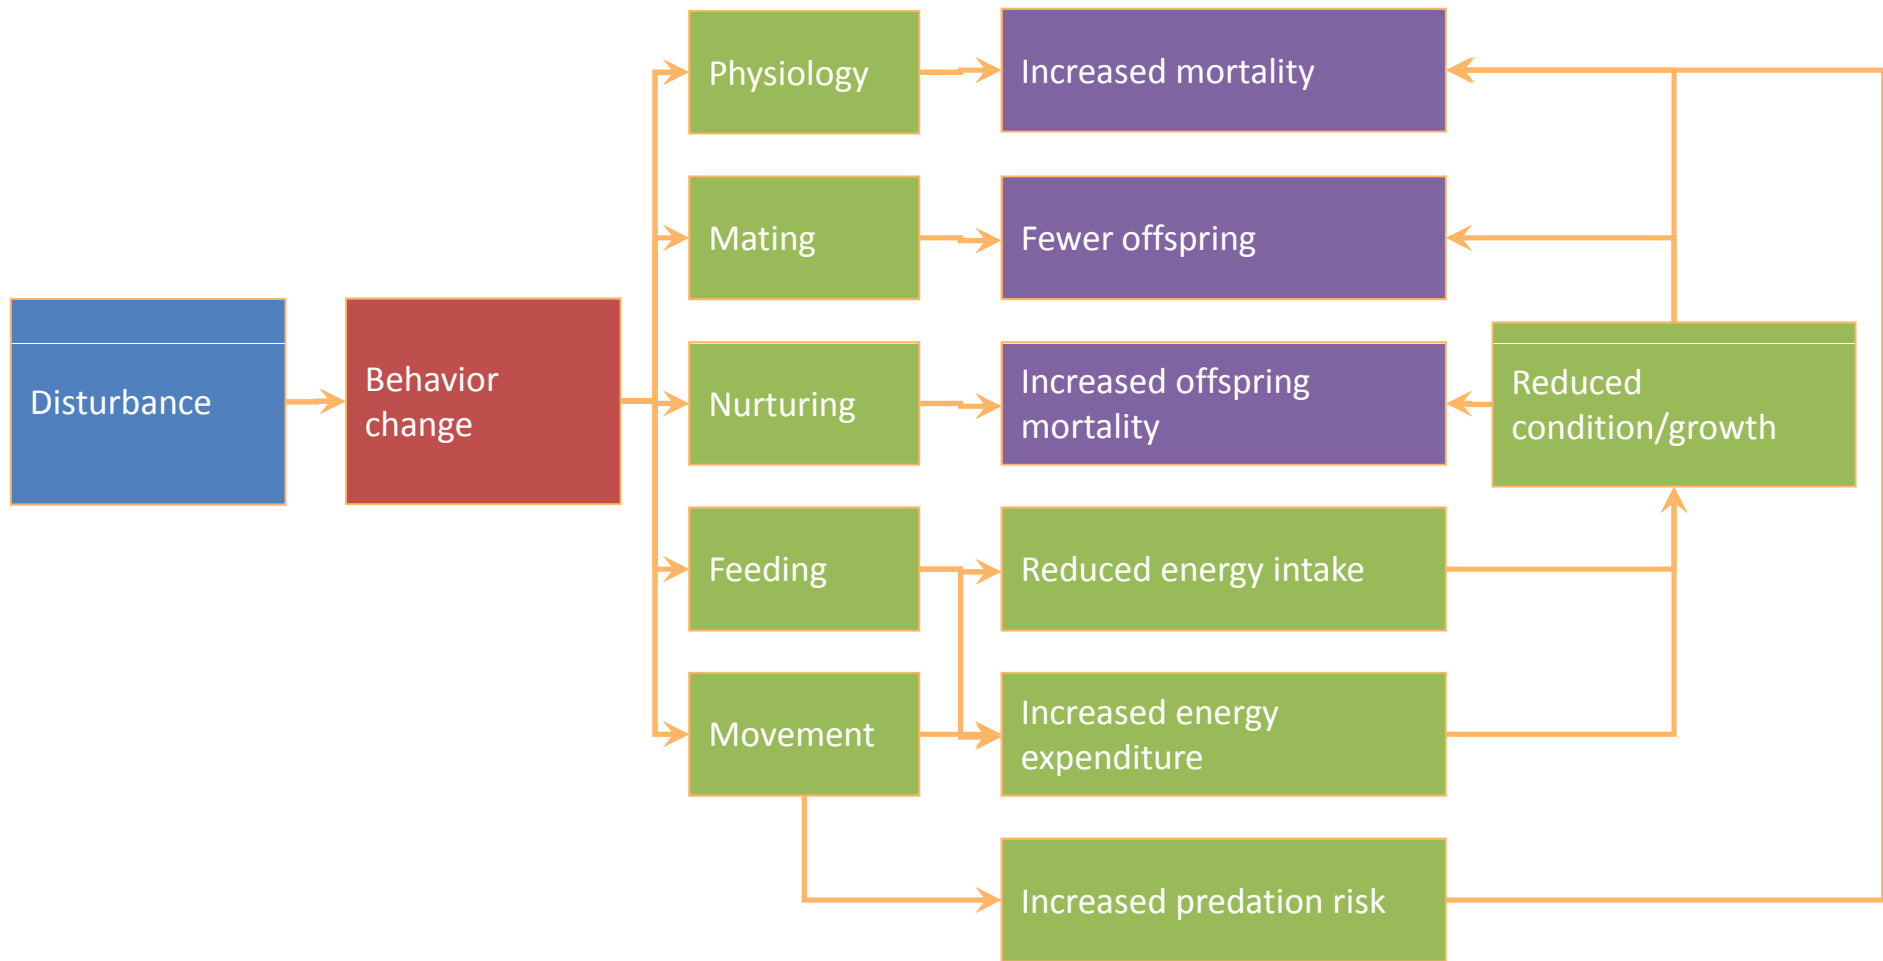 Disturbance
Behavior
change
Physiology
Mating
Nurturing
Feeding
Movement
Increased mortality
Fewer offspring
Increased offspring
mortality
Reduced energy intake
Increased energy
expenditure
Increased predation risk
Reduced
condition/growth